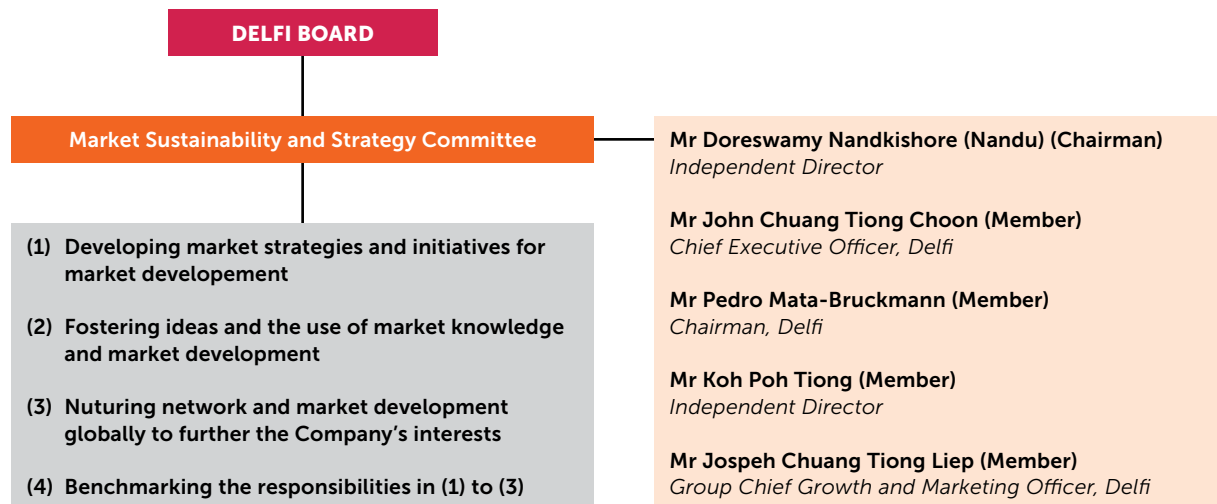 DELFI BOARD
Market Sustainability and Strategy Committee
(1) Developing market strategies and initiatives for
market developement
(2) Fostering ideas and the use of market knowledge
and market development
(3) Nuturing network and market development
globally to further the Company’s interests
(4) Benchmarking the responsibilities in (1) to (3)
Mr Doreswamy Nandkishore (Nandu) (Chairman)
Independent Director
Mr John Chuang Tiong Choon (Member)
Chief Executive Officer, Delfi
Mr Pedro Mata-Bruckmann (Member)
Chairman, Delfi
Mr Koh Poh Tiong (Member)
Independent Director
Mr Jospeh Chuang Tiong Liep (Member)
Group Chief Growth and Marketing Officer, Delfi